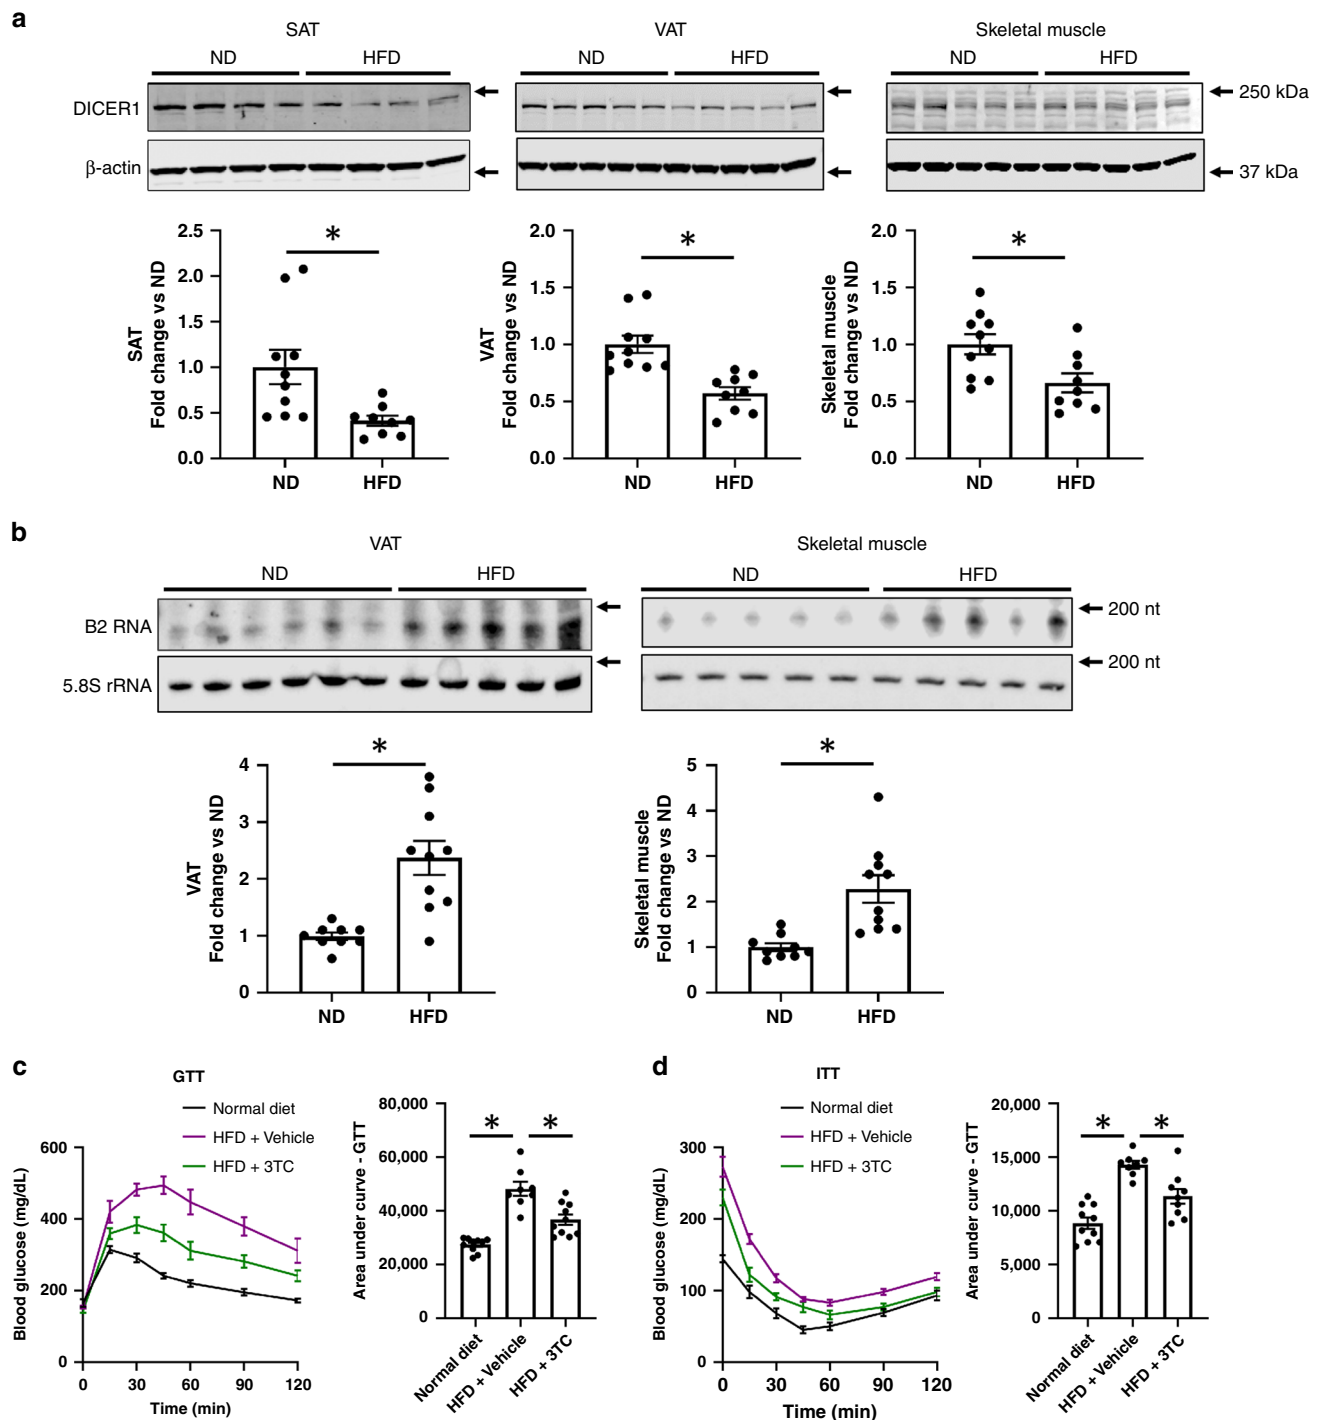 a
SAT
VAT
Skeletal muscle
ND
HFD
ND
HFD
ND
HFD
DICER1
250 kDa
β-actin
37 kDa
SAT
Fold change vs ND
2.5
2.0
1.5
1.0
0.5
0.0
*
ND
HFD
VAT
Fold change vs ND
2.0
1.5
1.0
0.5
0.0
*
ND
HFD
Skeletal muscle
Fold change vs ND
2.0
1.5
1.0
0.5
0.0
*
ND
HFD
b
VAT
Skeletal muscle
ND
HFD
ND
HFD
B2 RNA
200 nt
5.8S rRNA
200 nt
VAT
Fold change vs ND
4
3
2
1
0
*
ND
HFD
Skeletal muscle
Fold change vs ND
5
4
3
2
1
0
*
ND
HFD
c
GTT
Normal diet
HFD + Vehicle
HFD + 3TC
Blood glucose (mg/dL)
600
400
200
0
0
30
60
90
120
Time (min)
Area under curve - GTT
80,000
60,000
40,000
20,000
0
*
*
Normal diet
HFD + Vehicle
HFD + 3TC
d
ITT
Normal diet
HFD + Vehicle
HFD + 3TC
Blood glucose (mg/dL)
300
200
100
0
0
30
60
90
120
Time (min)
Area under curve - GTT
20,000
15,000
10,000
5,000
0
*
*
Normal diet
HFD + Vehicle
HFD + 3TC